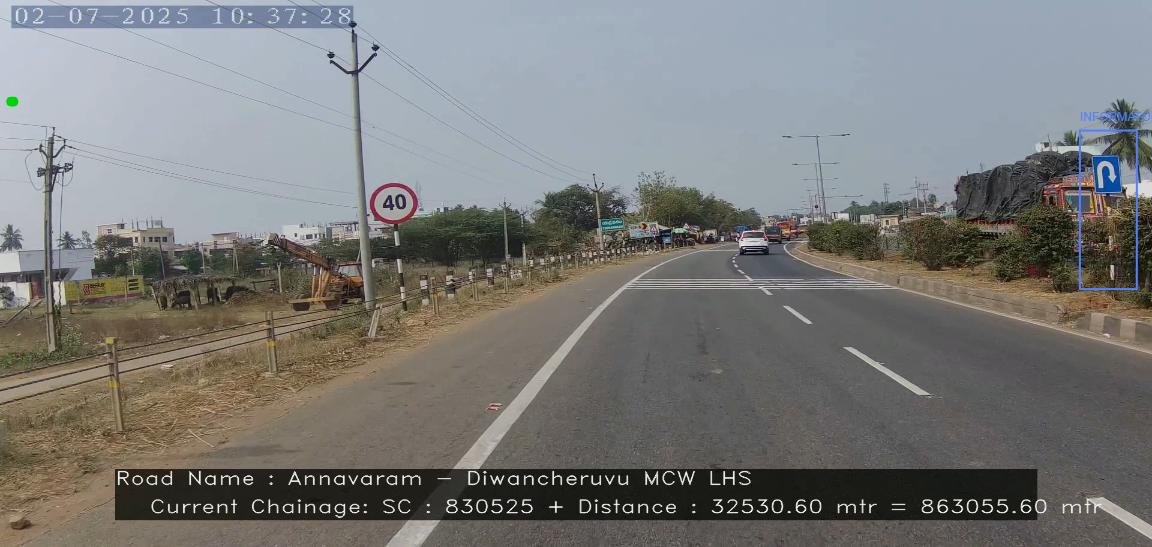 02-07-2025 10:37:28
INFORMATO
40
Road Name : Annavaram - Diwancheruvu MCW LHS
Current Chainage: SC : 830525 + Distance : 32530.60 mtr = 863055.60 mtr